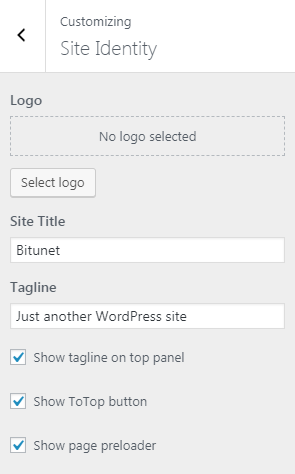 Customizing
Site Identity
Logo
No logo selected
Select logo
Site Title
Bitunet
Tagline
Just another WordPress site
Show tagline on top panel
Show ToTop button
Show page preloader